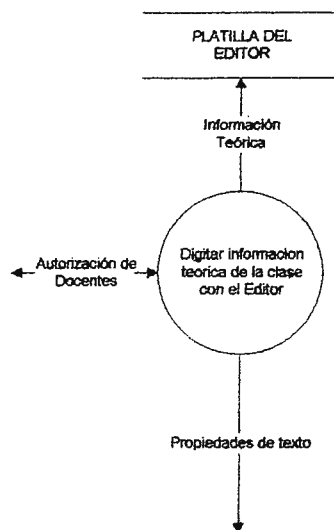 PLATILLA DEL
EDITOR
Información
Teórica
Autorización de
Docentes
Digitar informacion
teorica de la clase
con el Editor
Propiedades de texto